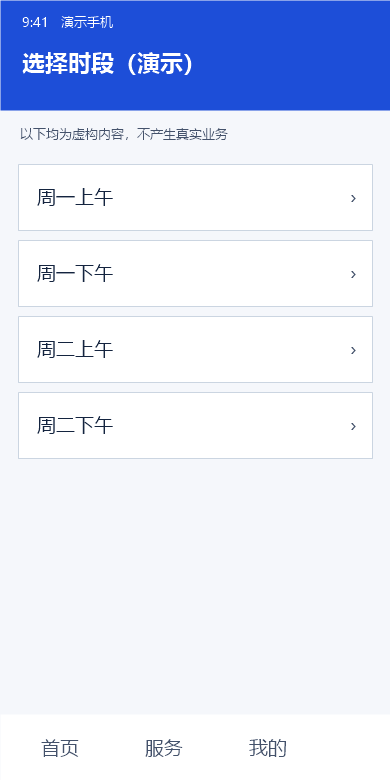 9:41 演示手机
选择时段（演示）
以下均为虚构内容，不产生真实业务
周一上午 ›
周一下午 ›
周二上午 ›
周二下午 ›
首页 服务 我的